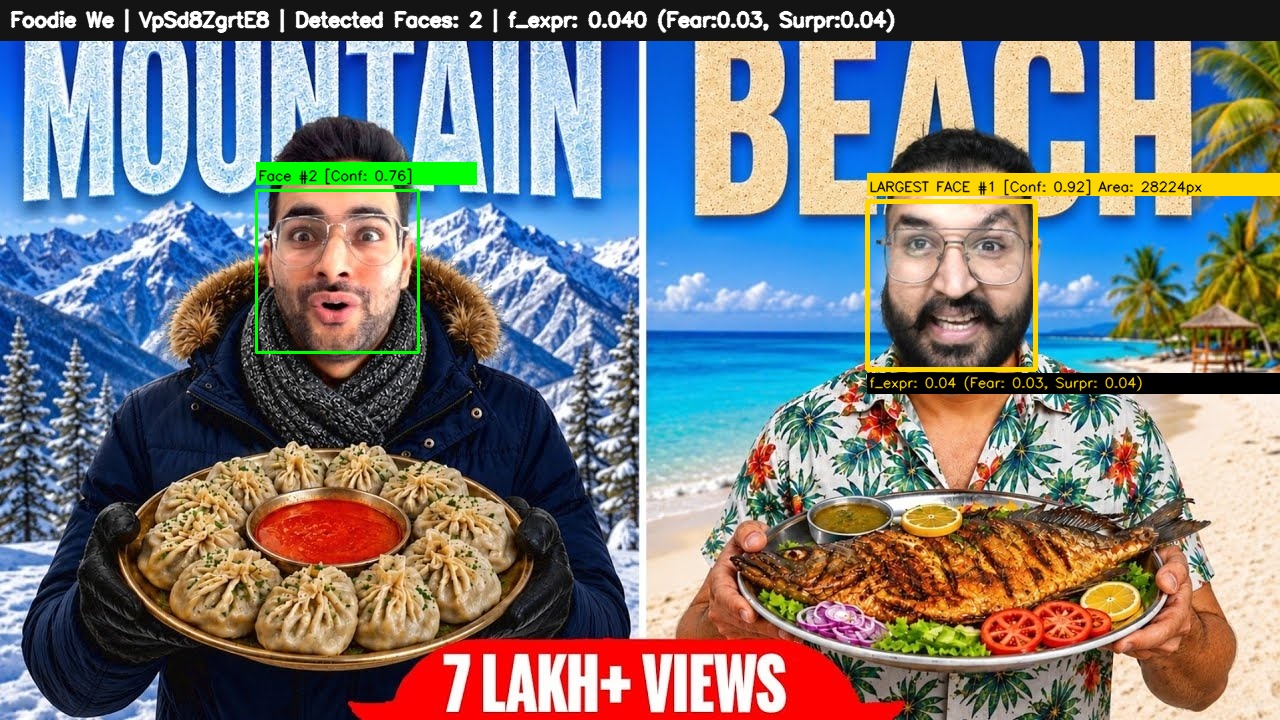 Foodie We | VpSd8ZgrtE8 | Detected Faces: 2 | f_expr: 0.040 (Fear:0.03, Surpr:0.04)
MOUNTAIN
BEACH
Face #2 [Conf: 0.76]
LARGEST FACE #1 [Conf: 0.92] Area: 28224px
f_expr: 0.04 (Fear: 0.03, Surpr: 0.04)
7 LAKH+ VIEWS